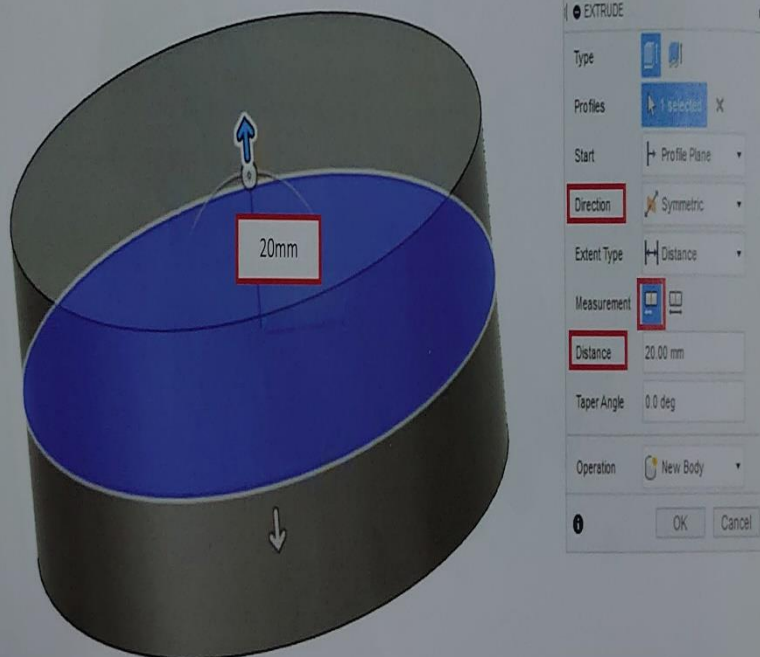 EXTRUDE
Type
Profiles 1 selected
Start Profile Plane
Direction Symmetric
Extent Type Distance
Measurement
Distance 20.00 mm
Taper Angle 0.0 deg
Operation New Body
OK Cancel
20mm